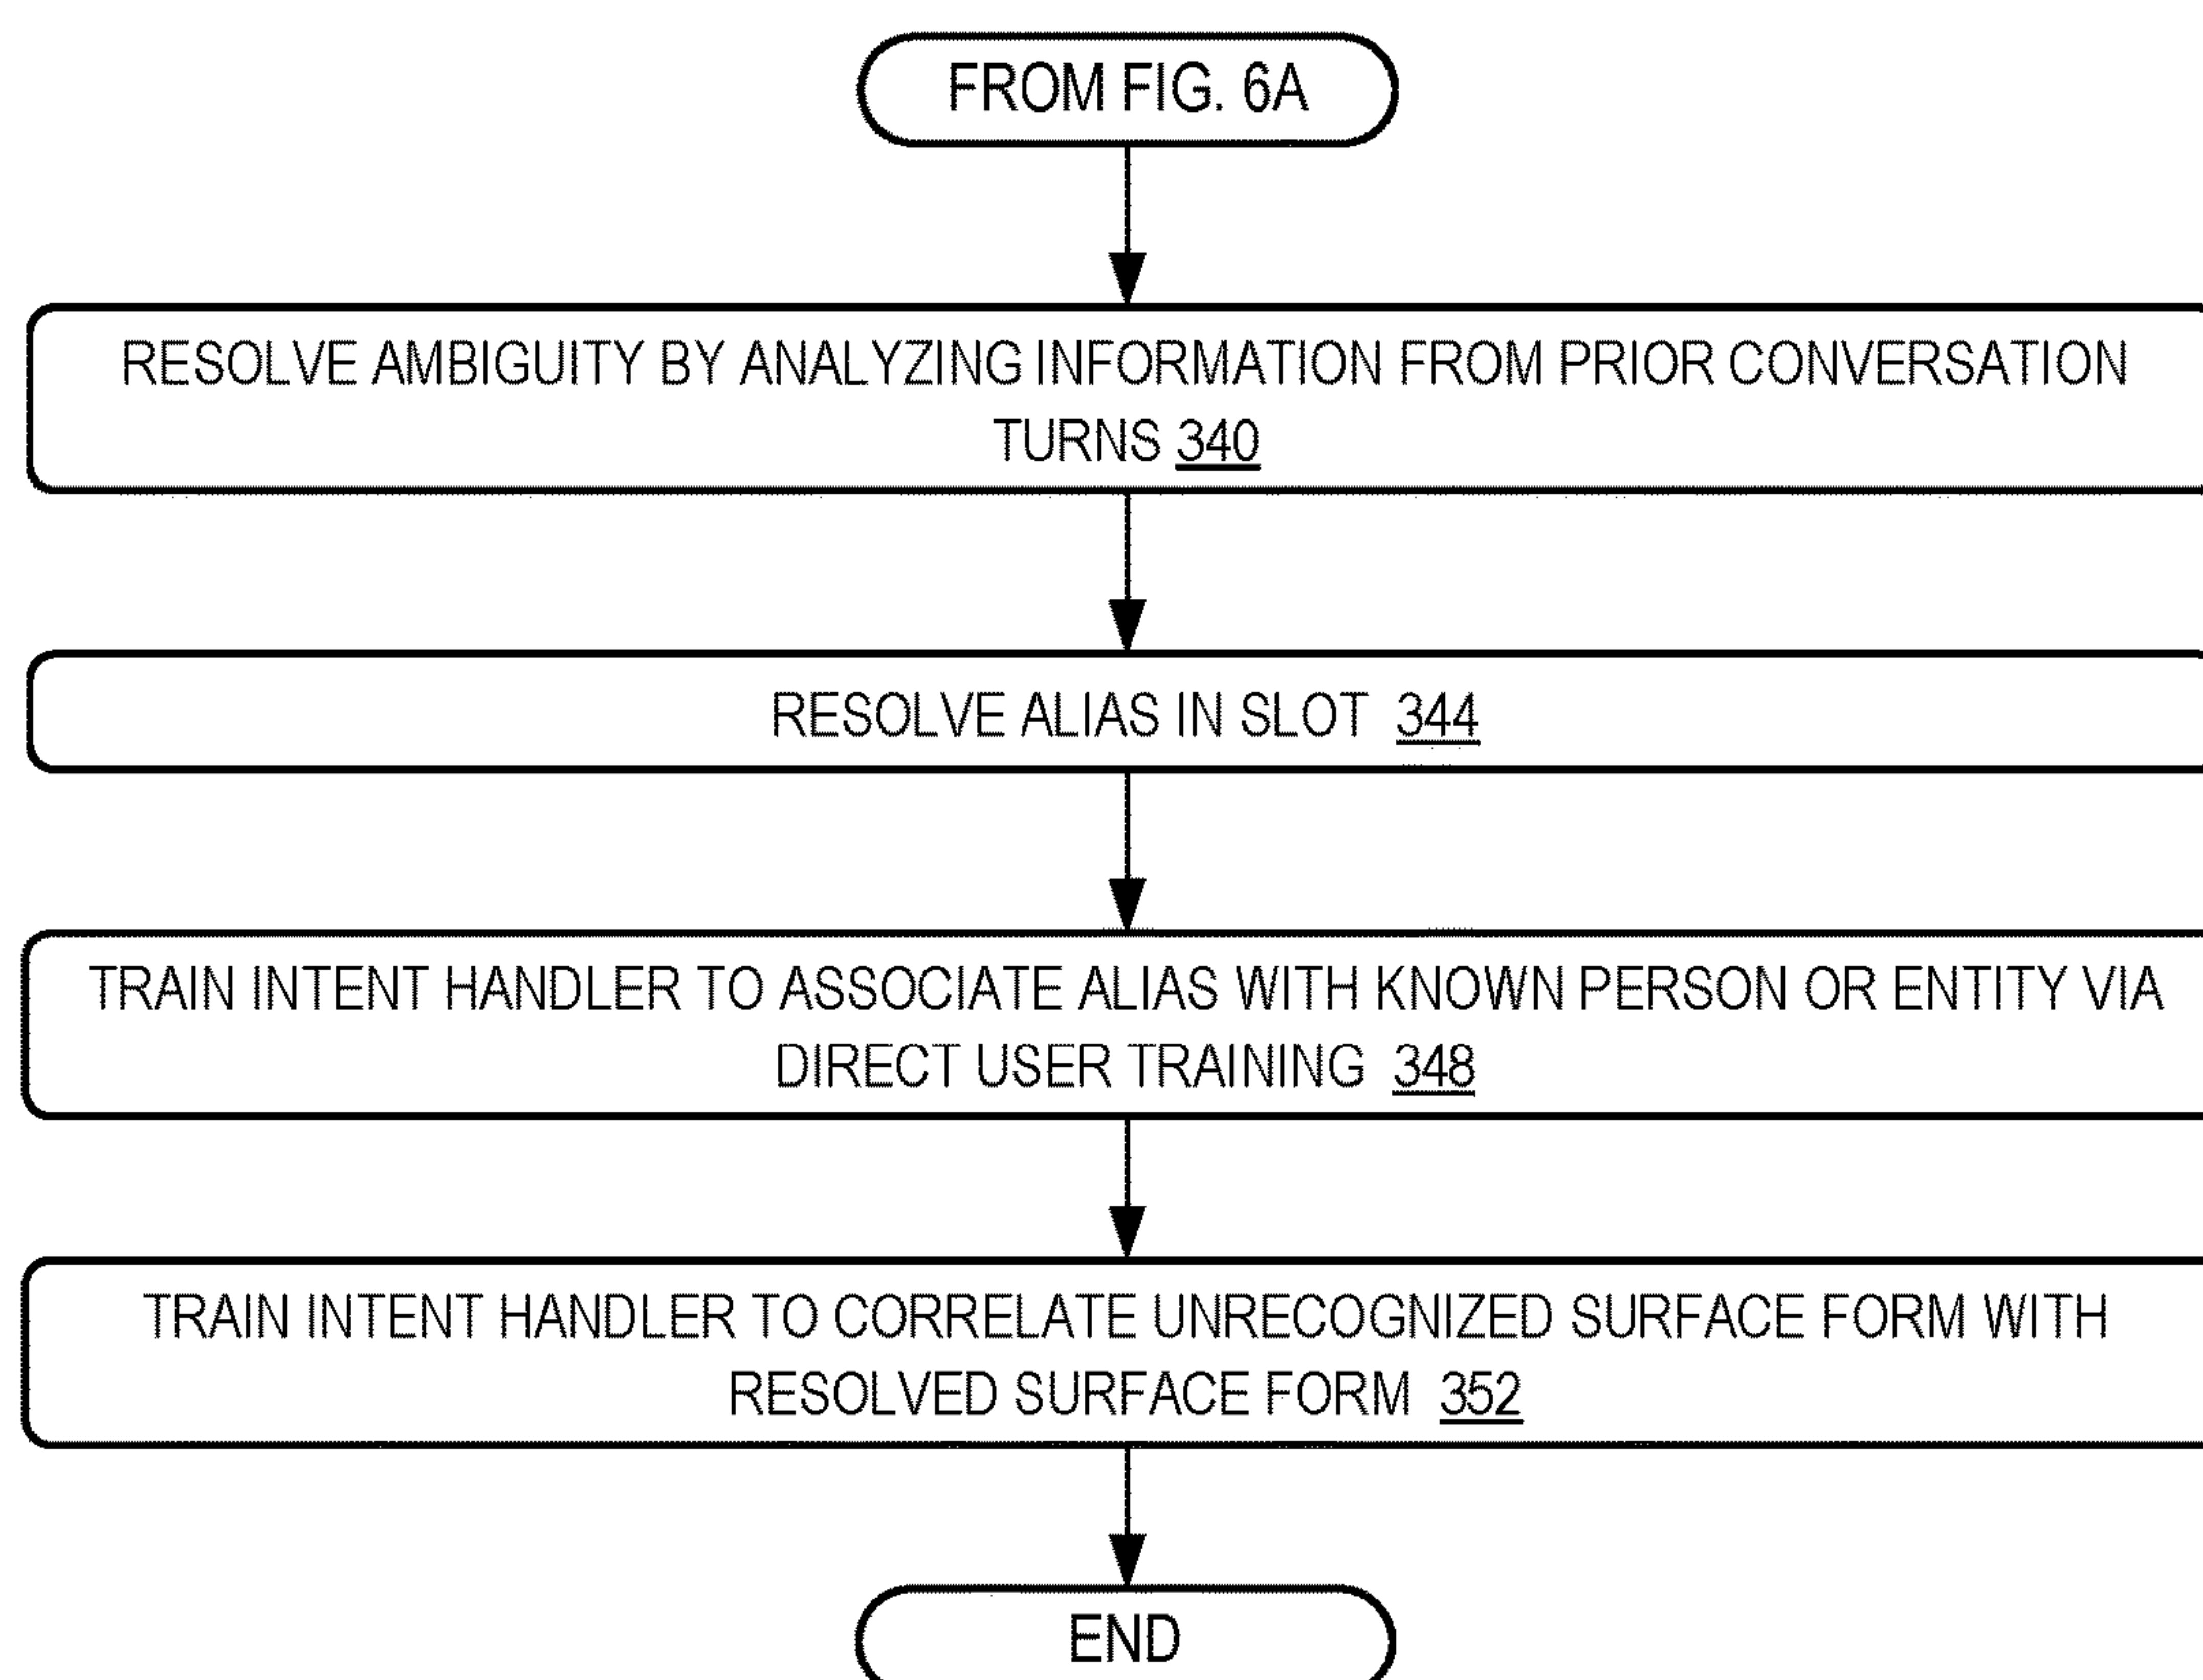 FROM FIG. 6A
RESOLVE AMBIGUITY BY ANALYZING INFORMATION FROM PRIOR CONVERSATION
TURNS 340
RESOLVE ALIAS IN SLOT 344
TRAIN INTENT HANDLER TO ASSOCIATE ALIAS WITH KNOWN PERSON OR ENTITY VIA
DIRECT USER TRAINING 348
TRAIN INTENT HANDLER TO CORRELATE UNRECOGNIZED SURFACE FORM WITH
RESOLVED SURFACE FORM 352
END